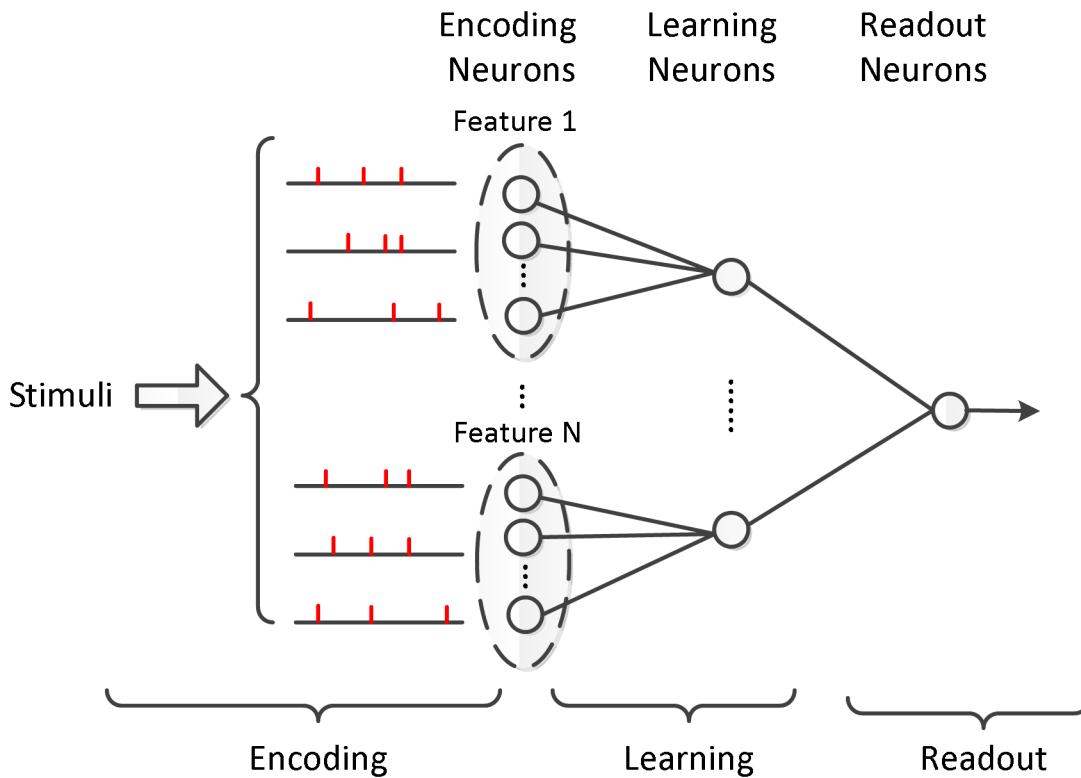 Encoding
Neurons
Learning
Neurons
Readout
Neurons
Feature 1
Stimuli
Feature N
Encoding
Learning
Readout